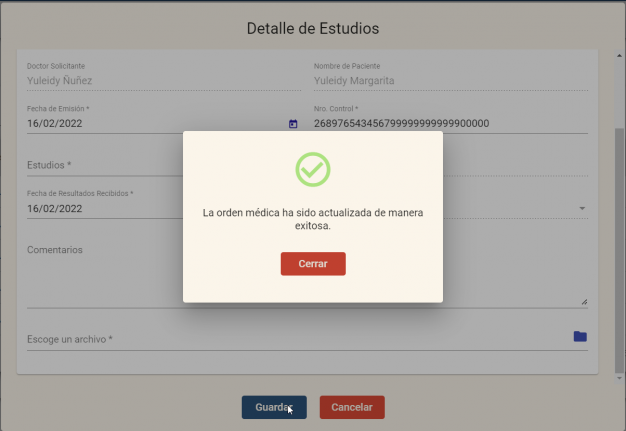 Detalle de Estudios
Doctor Solicitante
Nombre de Paciente
Yuleidy Ñuñez
Yuleidy Margarita
Fecha de Emisión *
Nro. Control *
16/02/2022
Estudios *
Fecha de Resultados Recibidos *
16/02/2022
La orden médica ha sido actualizada de manera
exitosa.
Cerrar
Comentarios
Escoge un archivo *
Guardar
Cancelar